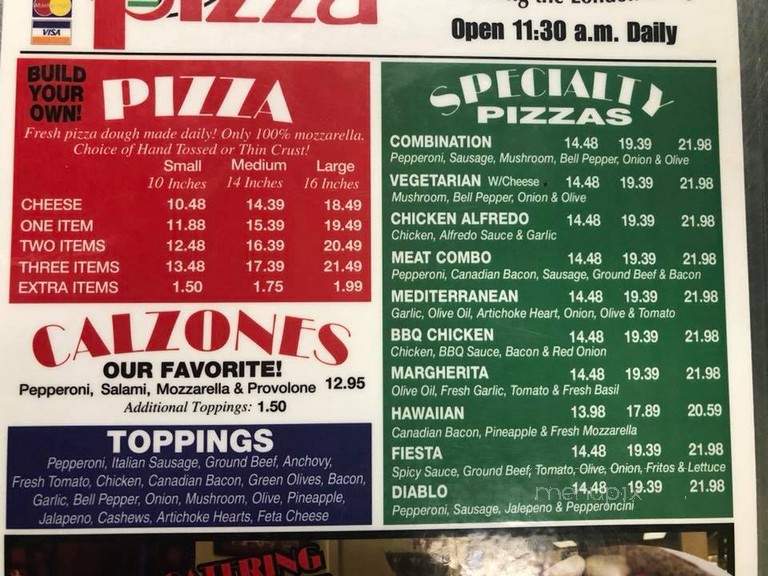 VISA
pizza
Open 11:30 a.m. Daily
BUILD
YOUR
OWN!
PIZZA
Fresh pizza dough made daily! Only 100% mozzarella.
Choice of Hand Tossed or Thin Crust!
Small Medium Large
10 Inches 14 Inches 16 Inches
CHEESE 10.48 14.39 18.49
ONE ITEM 11.88 15.39 19.49
TWO ITEMS 12.48 16.39 20.49
THREE ITEMS 13.48 17.39 21.49
EXTRA ITEMS 1.50 1.75 1.99
CALZONES
OUR FAVORITE!
Pepperoni, Salami, Mozzarella & Provolone 12.95
Additional Toppings: 1.50
TOPPINGS
Pepperoni, Italian Sausage, Ground Beef, Anchovy,
Fresh Tomato, Chicken, Canadian Bacon, Green Olives, Bacon,
Garlic, Bell Pepper, Onion, Mushroom, Olive, Pineapple,
Jalapeno, Cashews, Artichoke Hearts, Feta Cheese
SPECIALTY
PIZZAS
COMBINATION 14.48 19.39 21.98
Pepperoni, Sausage, Mushroom, Bell Pepper, Onion & Olive
VEGETARIAN W/Cheese 14.48 19.39 21.98
Mushroom, Bell Pepper, Onion & Olive
CHICKEN ALFREDO 14.48 19.39 21.98
Chicken, Alfredo Sauce & Garlic
MEAT COMBO 14.48 19.39 21.98
Pepperoni, Canadian Bacon, Sausage, Ground Beef & Bacon
MEDITERRANEAN 14.48 19.39 21.98
Garlic, Olive Oil, Artichoke Heart, Onion, Olive & Tomato
BBQ CHICKEN 14.48 19.39 21.98
Chicken, BBQ Sauce, Bacon & Red Onion
MARGHERITA 14.48 19.39 21.98
Olive Oil, Fresh Garlic, Tomato & Fresh Basil
HAWAIIAN 13.98 17.89 20.59
Canadian Bacon, Pineapple & Fresh Mozzarella
FIESTA 14.48 19.39 21.98
Spicy Sauce, Ground Beef, Tomato, Olive, Onion, Fritos & Lettuce
DIABLO 14.48 19.39 21.98
Pepperoni, Sausage, Jalepeno & Pepperoncini
menupix
CATERING